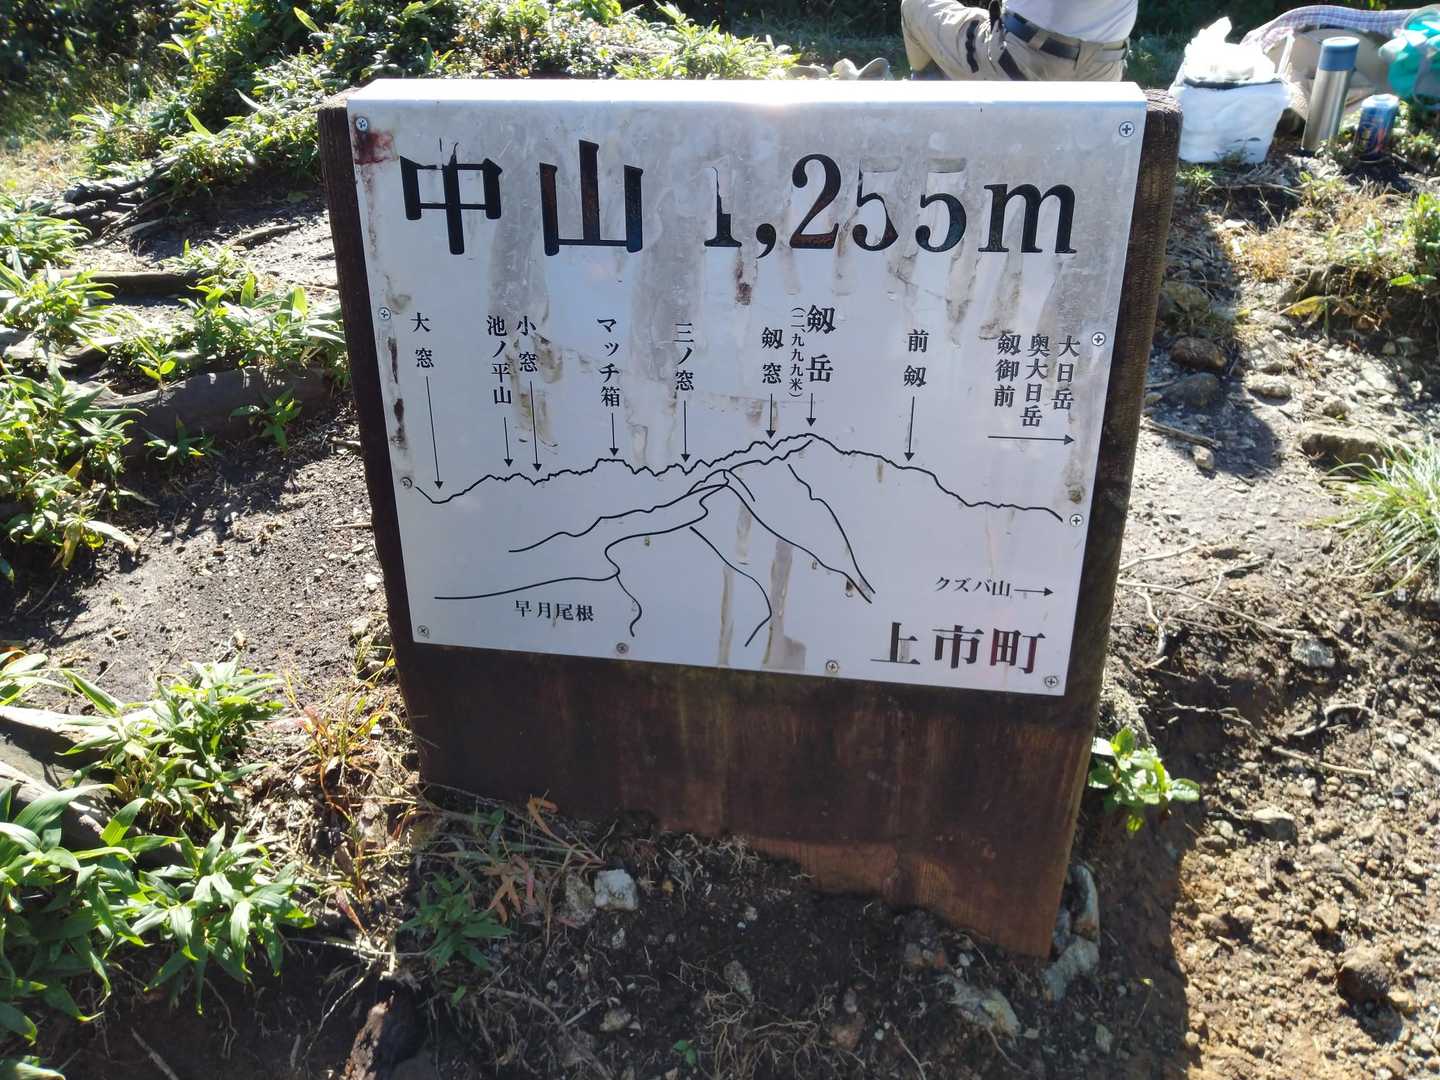 中山 1,255m
大窓
池ノ平山
小窓
マッチ箱
三ノ窓
剱窓
剱岳
(二、九九九米)
前剱
剱御前
奥大日岳
大日岳
クズバ山
早月尾根
上市町